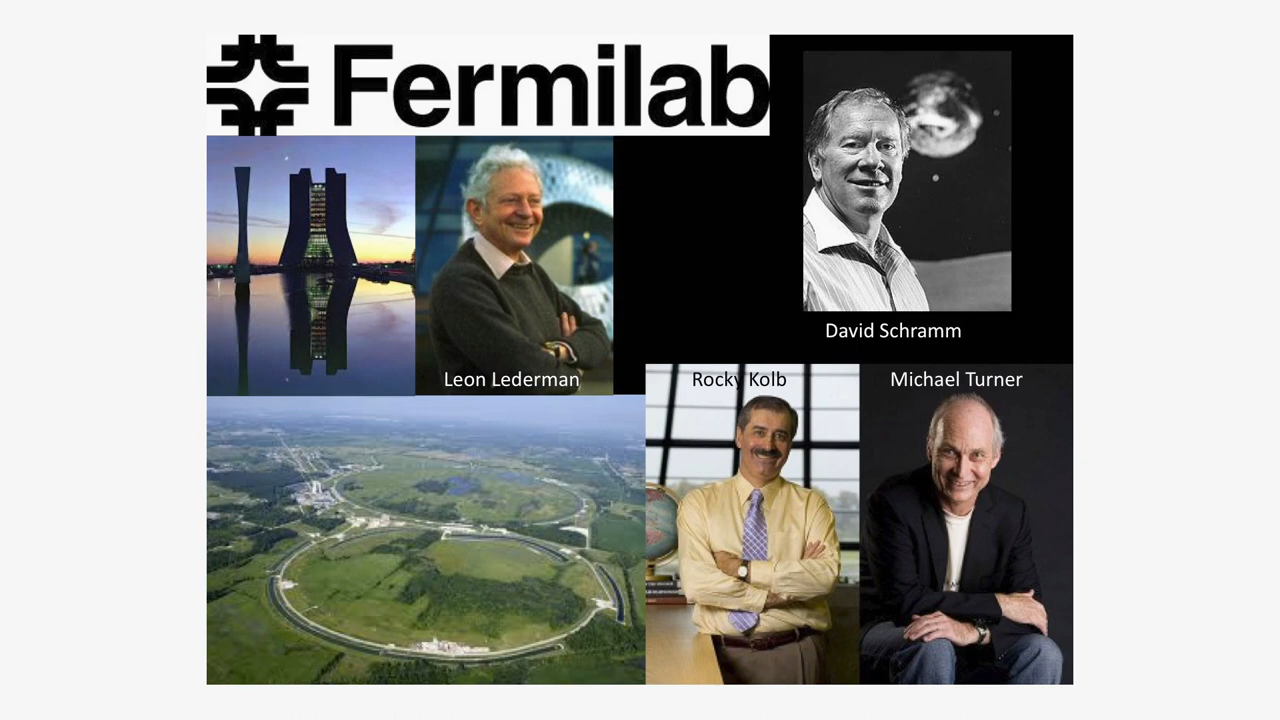 Fermilab
David Schramm
Leon Lederman
Rocky Kolb
Michael Turner